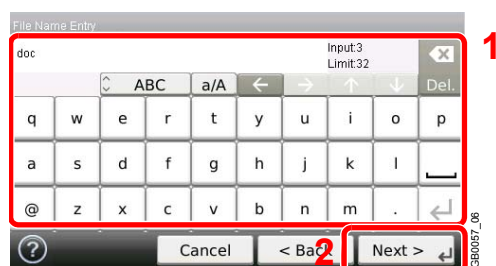 File Name Entry
1
doc
Input:3
Limit:32
ABC a/A ← → ↑ ↓ Del.
q w e r t y u i o p
a s d f g h j k l
@ z x c v b n m .
? Cancel < Back 2 Next >
GB0057_06